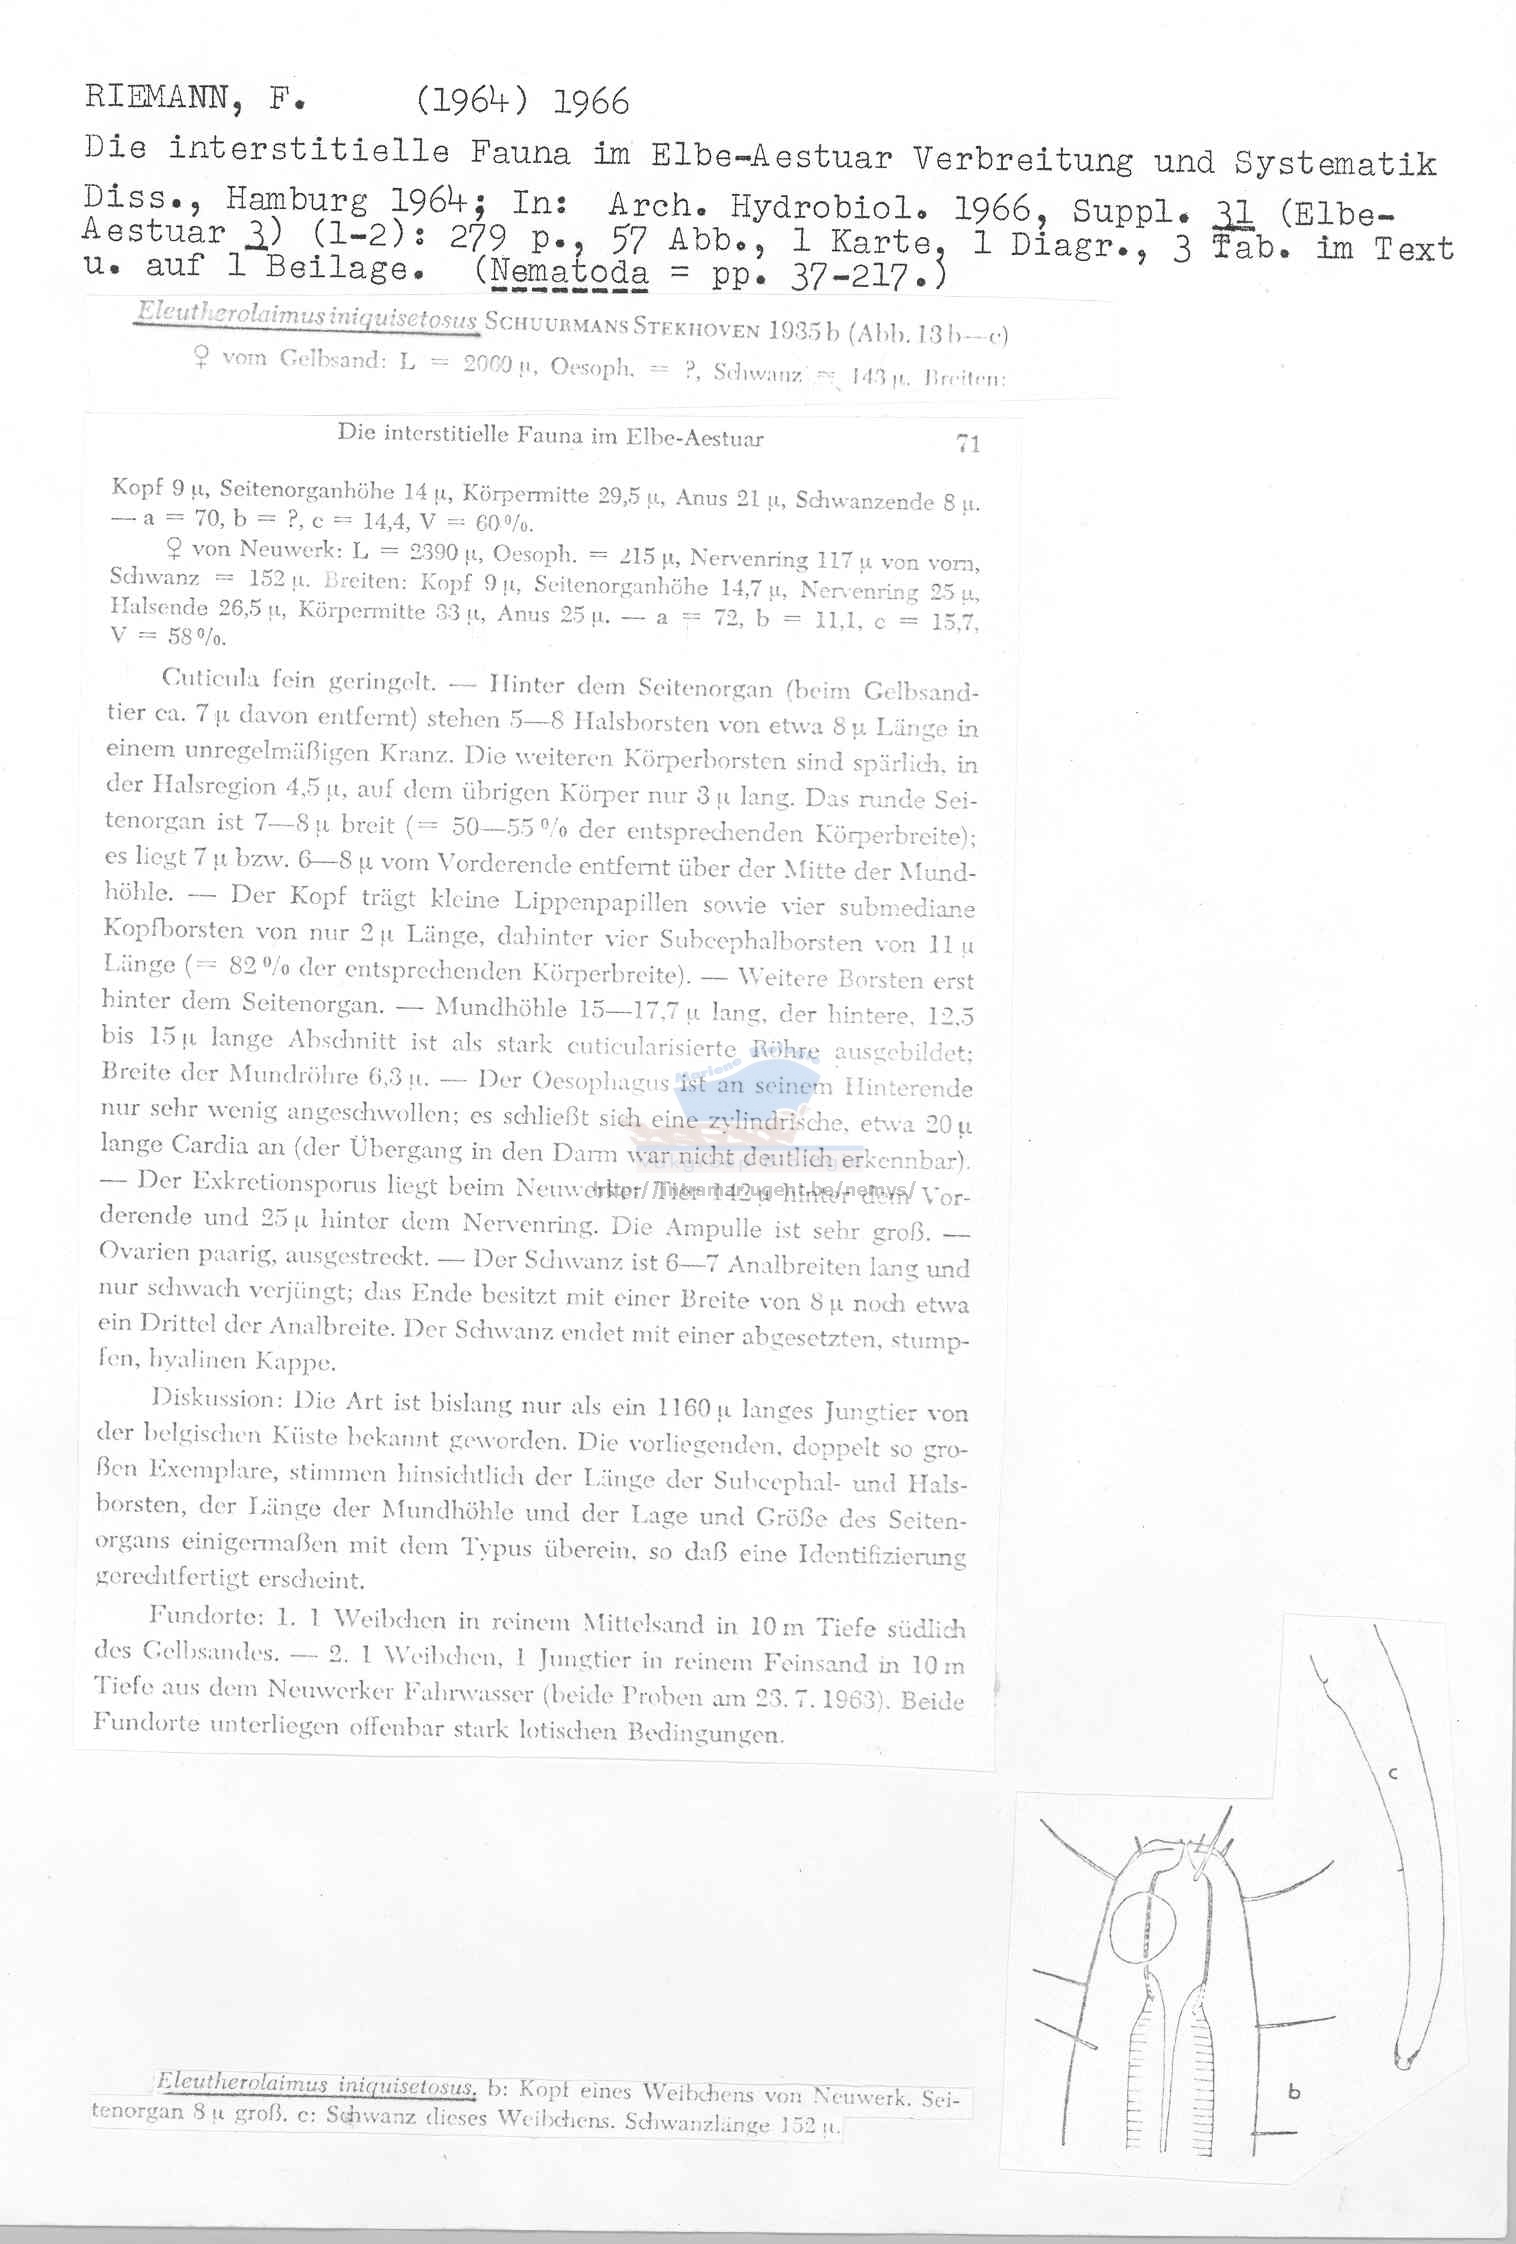 RIEMANN, F. (1964) 1966
Die interstitielle Fauna im Elbe-Aestuar Verbreitung und Systematik
Diss., Hamburg 1964; In: Arch. Hydrobiol. 1966, Suppl. 31 (Elbe-
Aestuar 3) (1-2): 279 p., 57 Abb., 1 Karte, 1 Diagr., 3 Tab. im Text
u. auf 1 Beilage. (Nematoda = pp. 37-217.)
Eleutherolaimus iniquisetosus SCHUURMANS STEKHOVEN 1935 b (Abb. 13 b—c)
♀ vom Gelbsand: L = 2060 µ, Oesoph. = ?, Schwanz = 143 µ. Breiten:
Die interstitielle Fauna im Elbe-Aestuar 71
Kopf 9 µ, Seitenorganhöhe 14 µ, Körpermitte 29,5 µ, Anus 21 µ, Schwanzende 8 µ.
— a = 70, b = ?, c = 14,4, V = 60 %.
♀ von Neuwerk: L = 2390 µ, Oesoph. = 215 µ, Nervenring 117 µ von vorn,
Schwanz = 152 µ. Breiten: Kopf 9 µ, Seitenorganhöhe 14,7 µ, Nervenring 25 µ,
Halsende 26,5 µ, Körpermitte 33 µ, Anus 25 µ. — a = 72, b = 11,1, c = 15,7,
V = 58 %.
Cuticula fein geringelt. — Hinter dem Seitenorgan (beim Gelbsand-
tier ca. 7 µ davon entfernt) stehen 5—8 Halsborsten von etwa 8 µ Länge in
einem unregelmäßigen Kranz. Die weiteren Körperborsten sind spärlich, in
der Halsregion 4,5 µ, auf dem übrigen Körper nur 3 µ lang. Das runde Sei-
tenorgan ist 7—8 µ breit (= 50—55 % der entsprechenden Körperbreite);
es liegt 7 µ bzw. 6—8 µ vom Vorderende entfernt über der Mitte der Mund-
höhle. — Der Kopf trägt kleine Lippenpapillen sowie vier submediane
Kopfborsten von nur 2 µ Länge, dahinter vier Subcephalborsten von 11 µ
Länge (= 82 % der entsprechenden Körperbreite). — Weitere Borsten erst
hinter dem Seitenorgan. — Mundhöhle 15—17,7 µ lang, der hintere, 12,5
bis 15 µ lange Abschnitt ist als stark cuticularisierte Röhre ausgebildet;
Breite der Mundröhre 6,3 µ. — Der Oesophagus ist an seinem Hinterende
nur sehr wenig angeschwollen; es schließt sich eine zylindrische, etwa 20 µ
lange Cardia an (der Übergang in den Darm war nicht deutlich erkennbar).
— Der Exkretionsporus liegt beim Neuwerker Tier 142 µ hinter dem Vor-
derende und 25 µ hinter dem Nervenring. Die Ampulle ist sehr groß. —
Ovarien paarig, ausgestreckt. — Der Schwanz ist 6—7 Analbreiten lang und
nur schwach verjüngt; das Ende besitzt mit einer Breite von 8 µ noch etwa
ein Drittel der Analbreite. Der Schwanz endet mit einer abgesetzten, stump-
fen, hyalinen Kappe.
Diskussion: Die Art ist bislang nur als ein 1160 µ langes Jungtier von
der belgischen Küste bekannt geworden. Die vorliegenden, doppelt so gro-
ßen Exemplare, stimmen hinsichtlich der Länge der Subcephal- und Hals-
borsten, der Länge der Mundhöhle und der Lage und Größe des Seiten-
organs einigermaßen mit dem Typus überein, so daß eine Identifizierung
gerechtfertigt erscheint.
Fundorte: 1. 1 Weibchen in reinem Mittelsand in 10 m Tiefe südlich
des Gelbsandes. — 2. 1 Weibchen, 1 Jungtier in reinem Feinsand in 10 m
Tiefe aus dem Neuwerker Fahrwasser (beide Proben am 23. 7. 1963). Beide
Fundorte unterliegen offenbar stark lotischen Bedingungen.
http://intramar.ugent.be/nemys/
c
b
Eleutherolaimus iniquisetosus. b: Kopf eines Weibchens von Neuwerk. Sei-
tenorgan 8 µ groß. c: Schwanz dieses Weibchens. Schwanzlänge 152 µ.